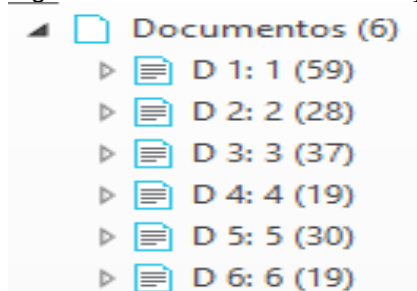 Documentos (6)
D 1: 1 (59)
D 2: 2 (28)
D 3: 3 (37)
D 4: 4 (19)
D 5: 5 (30)
D 6: 6 (19)